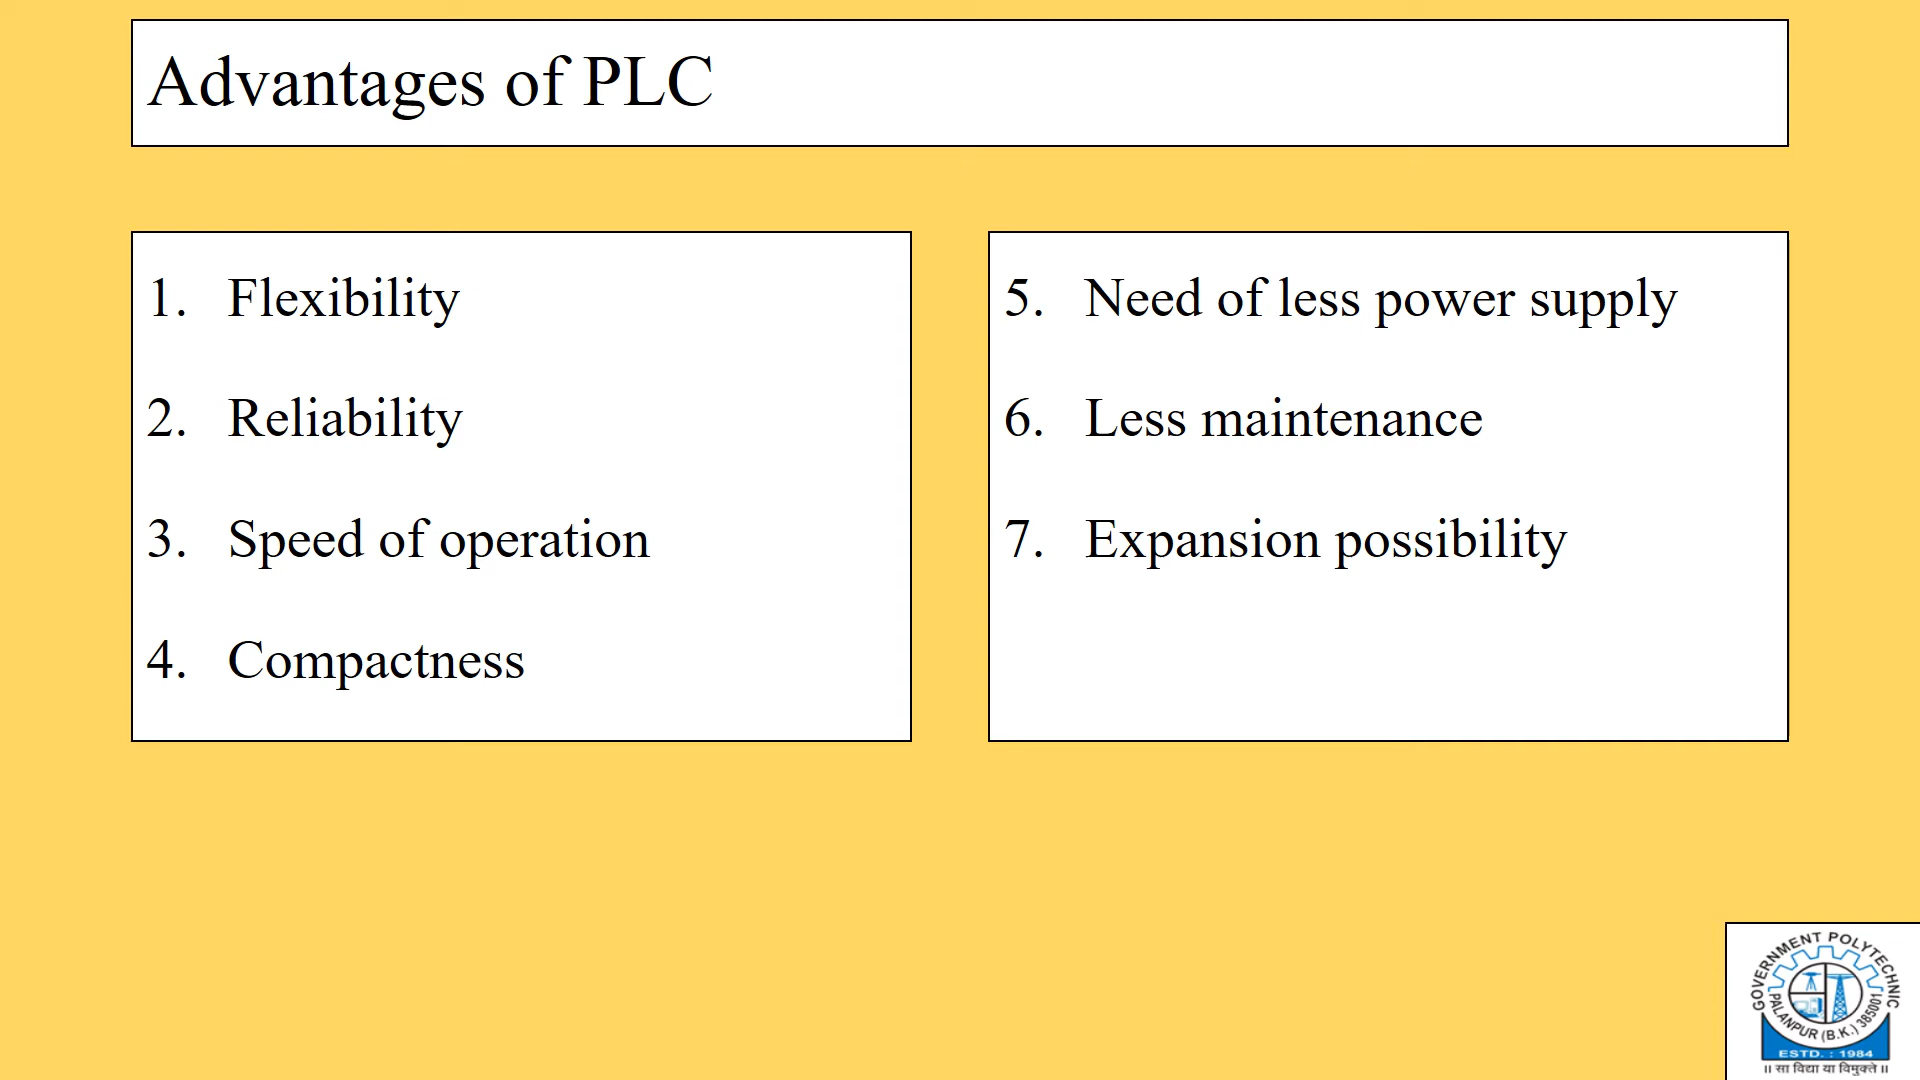 Advantages of PLC
1. Flexibility
2. Reliability
3. Speed of operation
4. Compactness
5. Need of less power supply
6. Less maintenance
7. Expansion possibility
GOVERNMENT POLYTECHNIC
PALANPUR (B.K.) 385001
ESTD. : 1984
॥ सा विद्या या विमुक्ते ॥